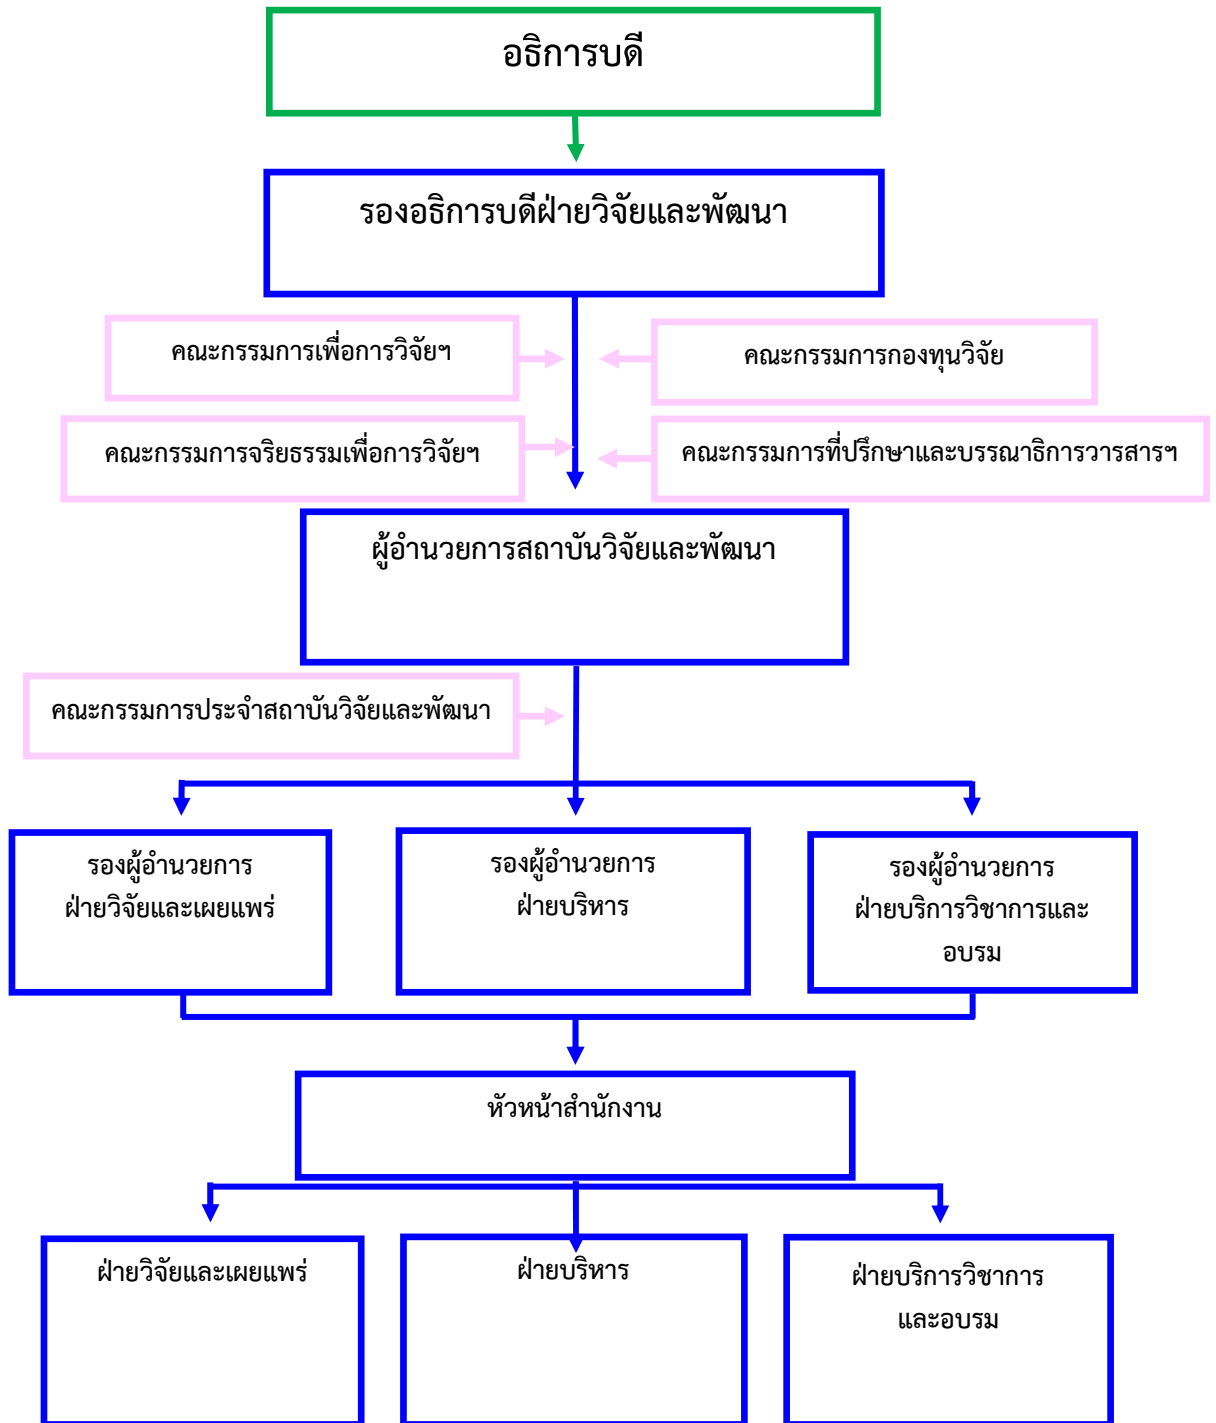 อธิการบดี
รองอธิการบดีฝ่ายวิจัยและพัฒนา
คณะกรรมการเพื่อการวิจัยฯ
คณะกรรมการกองทุนวิจัย
คณะกรรมการจริยธรรมเพื่อการวิจัยฯ
คณะกรรมการที่ปรึกษาและบรรณาธิการวารสารฯ
ผู้อำนวยการสถาบันวิจัยและพัฒนา
คณะกรรมการประจำสถาบันวิจัยและพัฒนา
รองผู้อำนวยการ
ฝ่ายวิจัยและเผยแพร่
รองผู้อำนวยการ
ฝ่ายบริหาร
รองผู้อำนวยการ
ฝ่ายบริการวิชาการและ
อบรม
หัวหน้าสำนักงาน
ฝ่ายวิจัยและเผยแพร่
ฝ่ายบริหาร
ฝ่ายบริการวิชาการ
และอบรม